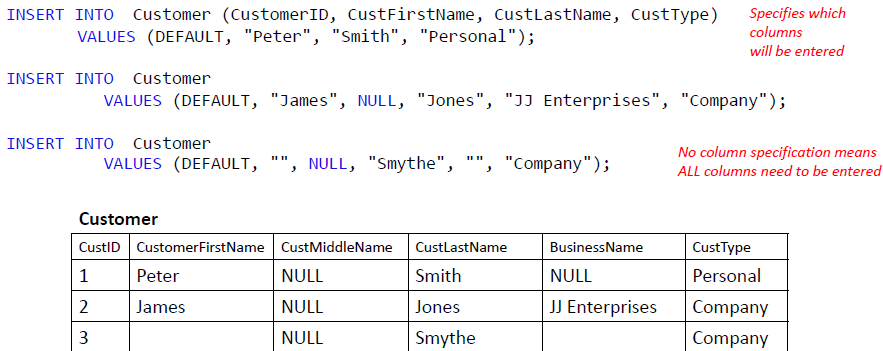 INSERT INTO Customer (CustomerID, CustFirstName, CustLastName, CustType)
VALUES (DEFAULT, "Peter", "Smith", "Personal");
Specifies which
columns
will be entered
INSERT INTO Customer
VALUES (DEFAULT, "James", NULL, "Jones", "JJ Enterprises", "Company");
INSERT INTO Customer
VALUES (DEFAULT, "", NULL, "Smythe", "", "Company");
No column specification means
ALL columns need to be entered
Customer
CustID CustomerFirstName CustMiddleName CustLastName BusinessName CustType
1 Peter NULL Smith NULL Personal
2 James NULL Jones JJ Enterprises Company
3 NULL Smythe Company